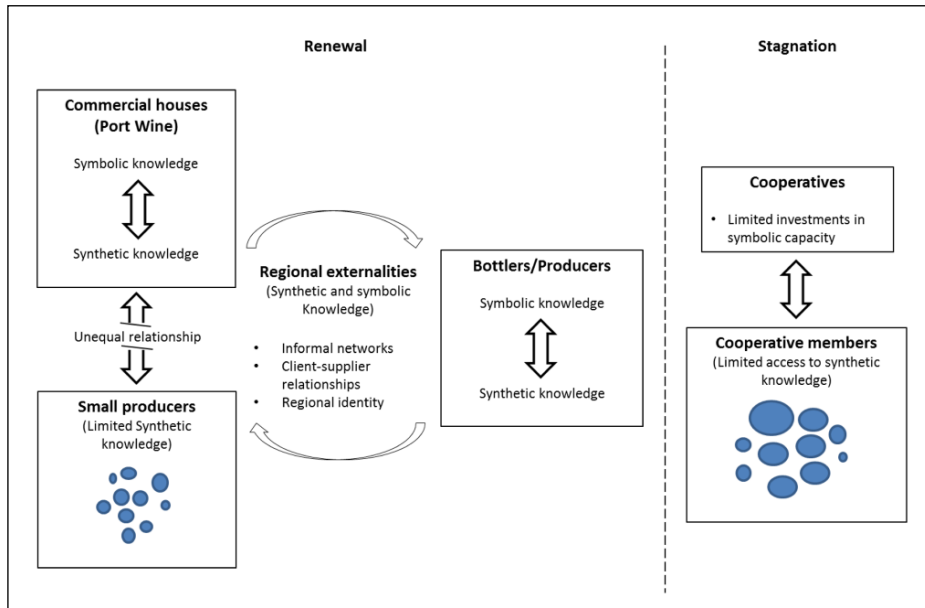 Renewal
Stagnation
Commercial houses
(Port Wine)
Symbolic knowledge
Synthetic knowledge
Unequal relationship
Small producers
(Limited Synthetic
knowledge)
Regional externalities
(Synthetic and symbolic
Knowledge)
• Informal networks
• Client-supplier
relationships
• Regional identity
Bottlers/Producers
Symbolic knowledge
Synthetic knowledge
Cooperatives
• Limited investments in
symbolic capacity
Cooperative members
(Limited access to synthetic
knowledge)